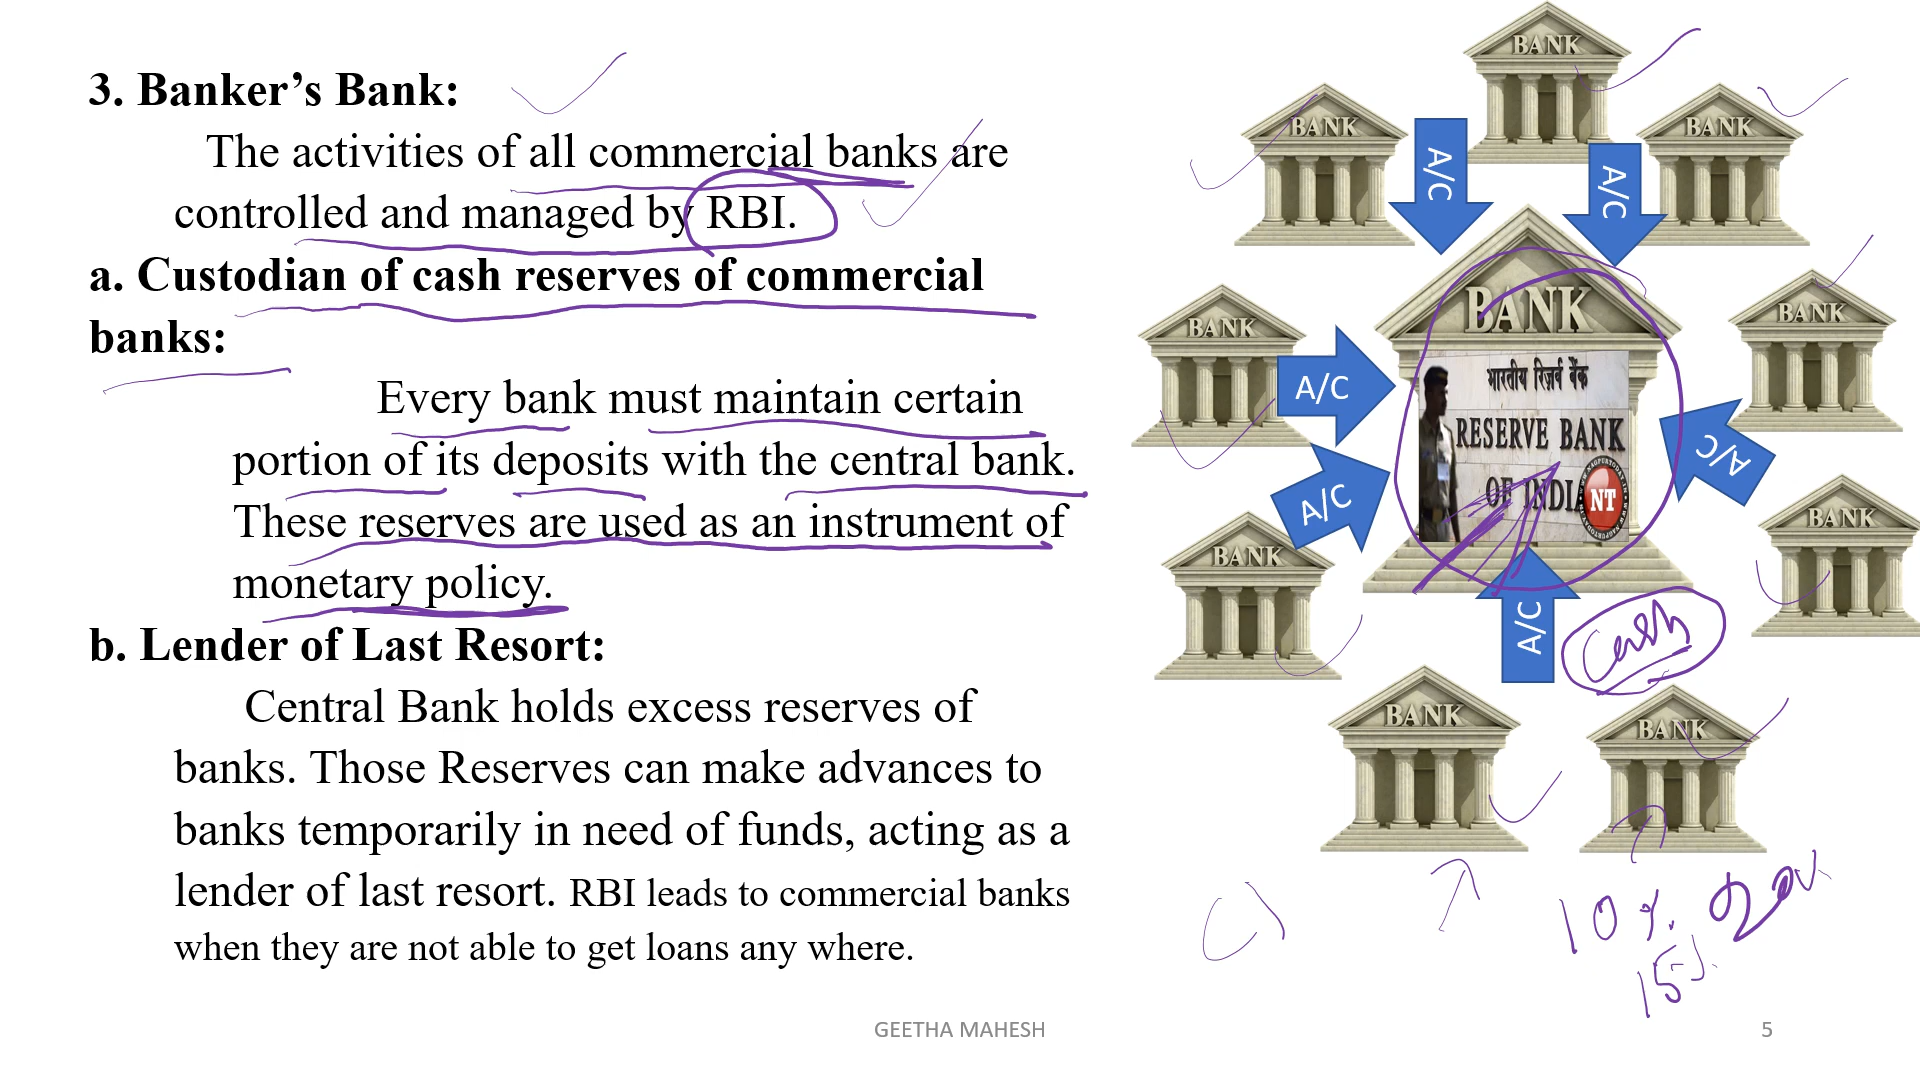 3. Banker’s Bank:
The activities of all commercial banks are
controlled and managed by RBI.
a. Custodian of cash reserves of commercial
banks:
Every bank must maintain certain
portion of its deposits with the central bank.
These reserves are used as an instrument of
monetary policy.
b. Lender of Last Resort:
Central Bank holds excess reserves of
banks. Those Reserves can make advances to
banks temporarily in need of funds, acting as a
lender of last resort. RBI leads to commercial banks
when they are not able to get loans any where.
BANK
BANK
BANK
A/C
A/C
BANK
BANK
BANK
A/C
भारतीय रिज़र्व बैंक
RESERVE BANK
OF INDIA
NT
A/C
A/C
BANK
BANK
A/C
Cash
BANK
BANK
10%
15%
GEETHA MAHESH
5